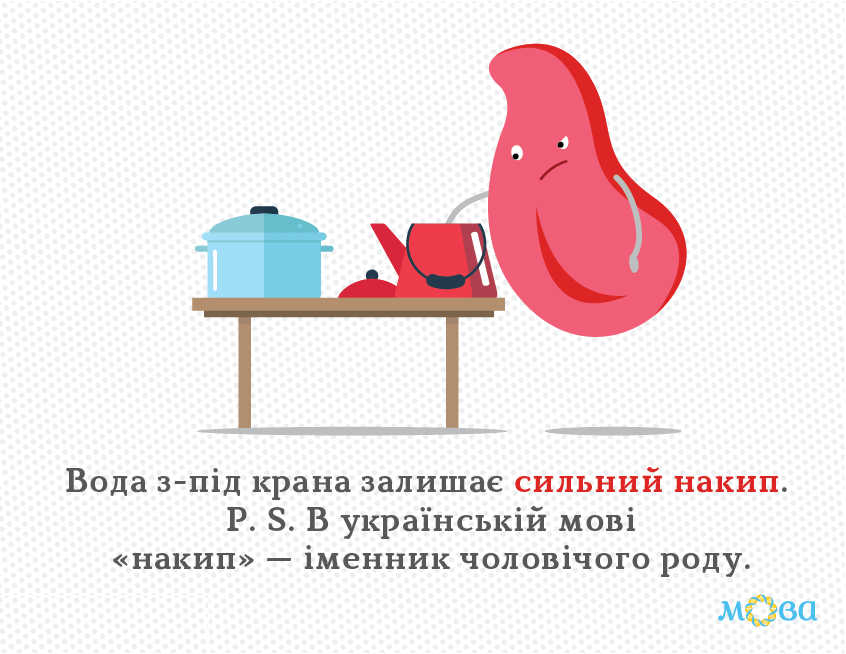 Вода з-під крана залишає сильний накип.
P. S. В українській мові
«накип» — іменник чоловічого роду.
мова